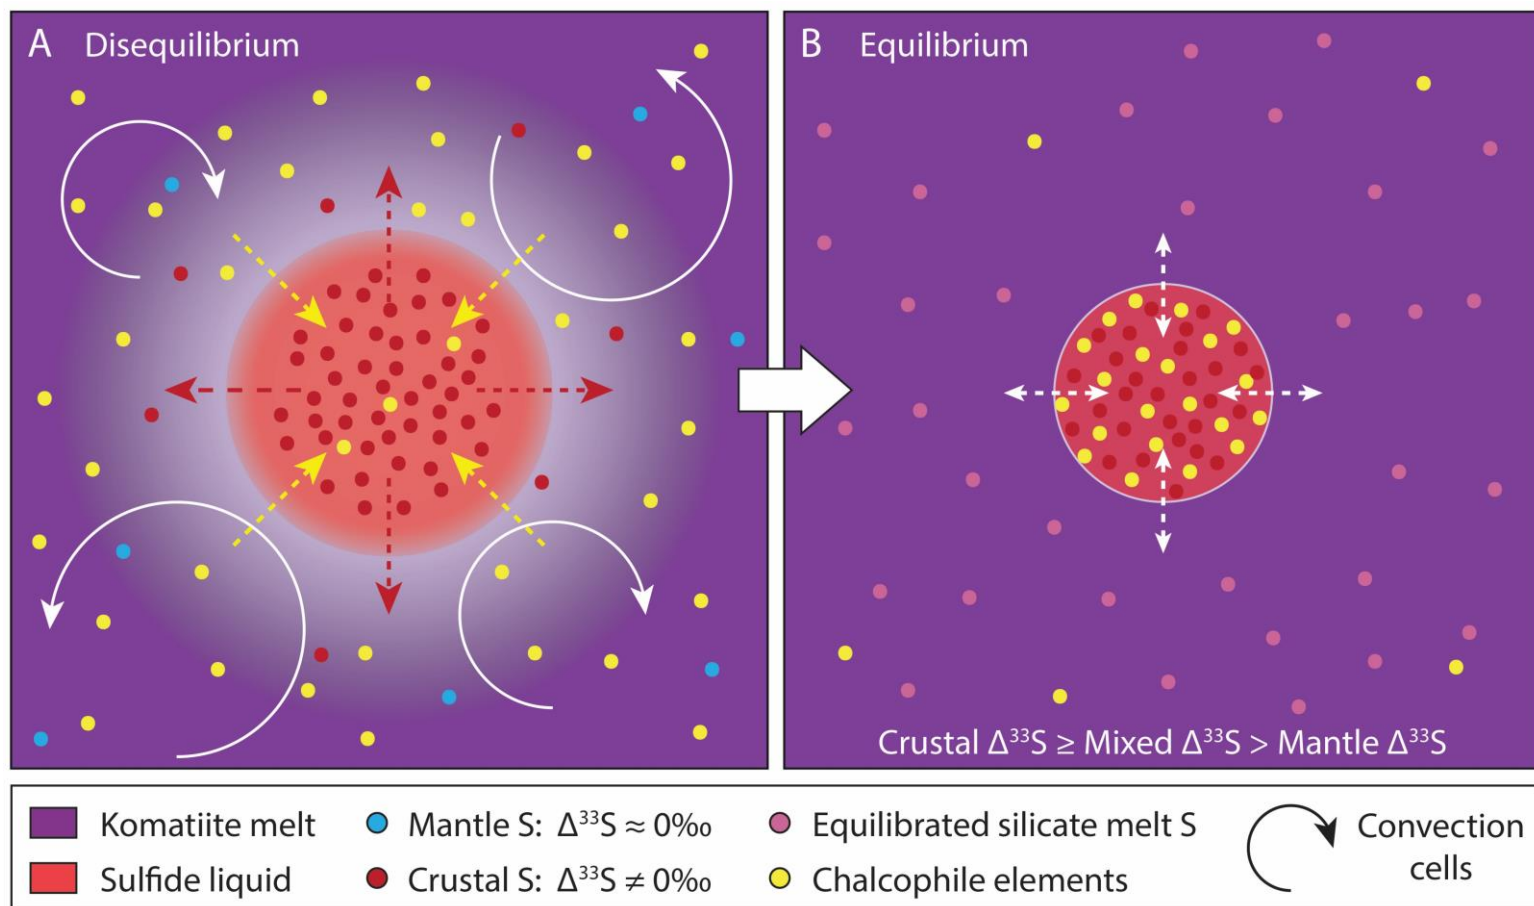 A Disequilibrium
B Equilibrium
Crustal Δ³³S ≥ Mixed Δ³³S > Mantle Δ³³S
Komatiite melt
Mantle S: Δ³³S ≈ 0‰
Equilibrated silicate melt S
Convection
cells
Sulfide liquid
Crustal S: Δ³³S ≠ 0‰
Chalcophile elements